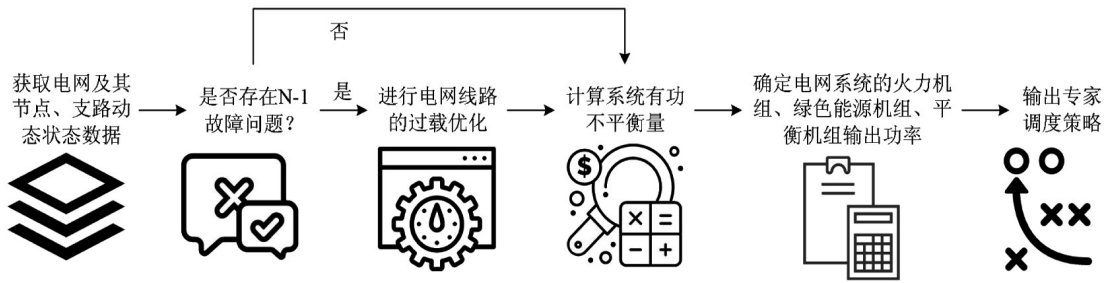 否
获取电网及其
节点、支路动
态状态数据
是否存在N-1
故障问题？
是
进行电网线路
的过载优化
计算系统有功
不平衡量
确定电网系统的火力机
组、绿色能源机组、平
衡机组输出功率
输出专家
调度策略